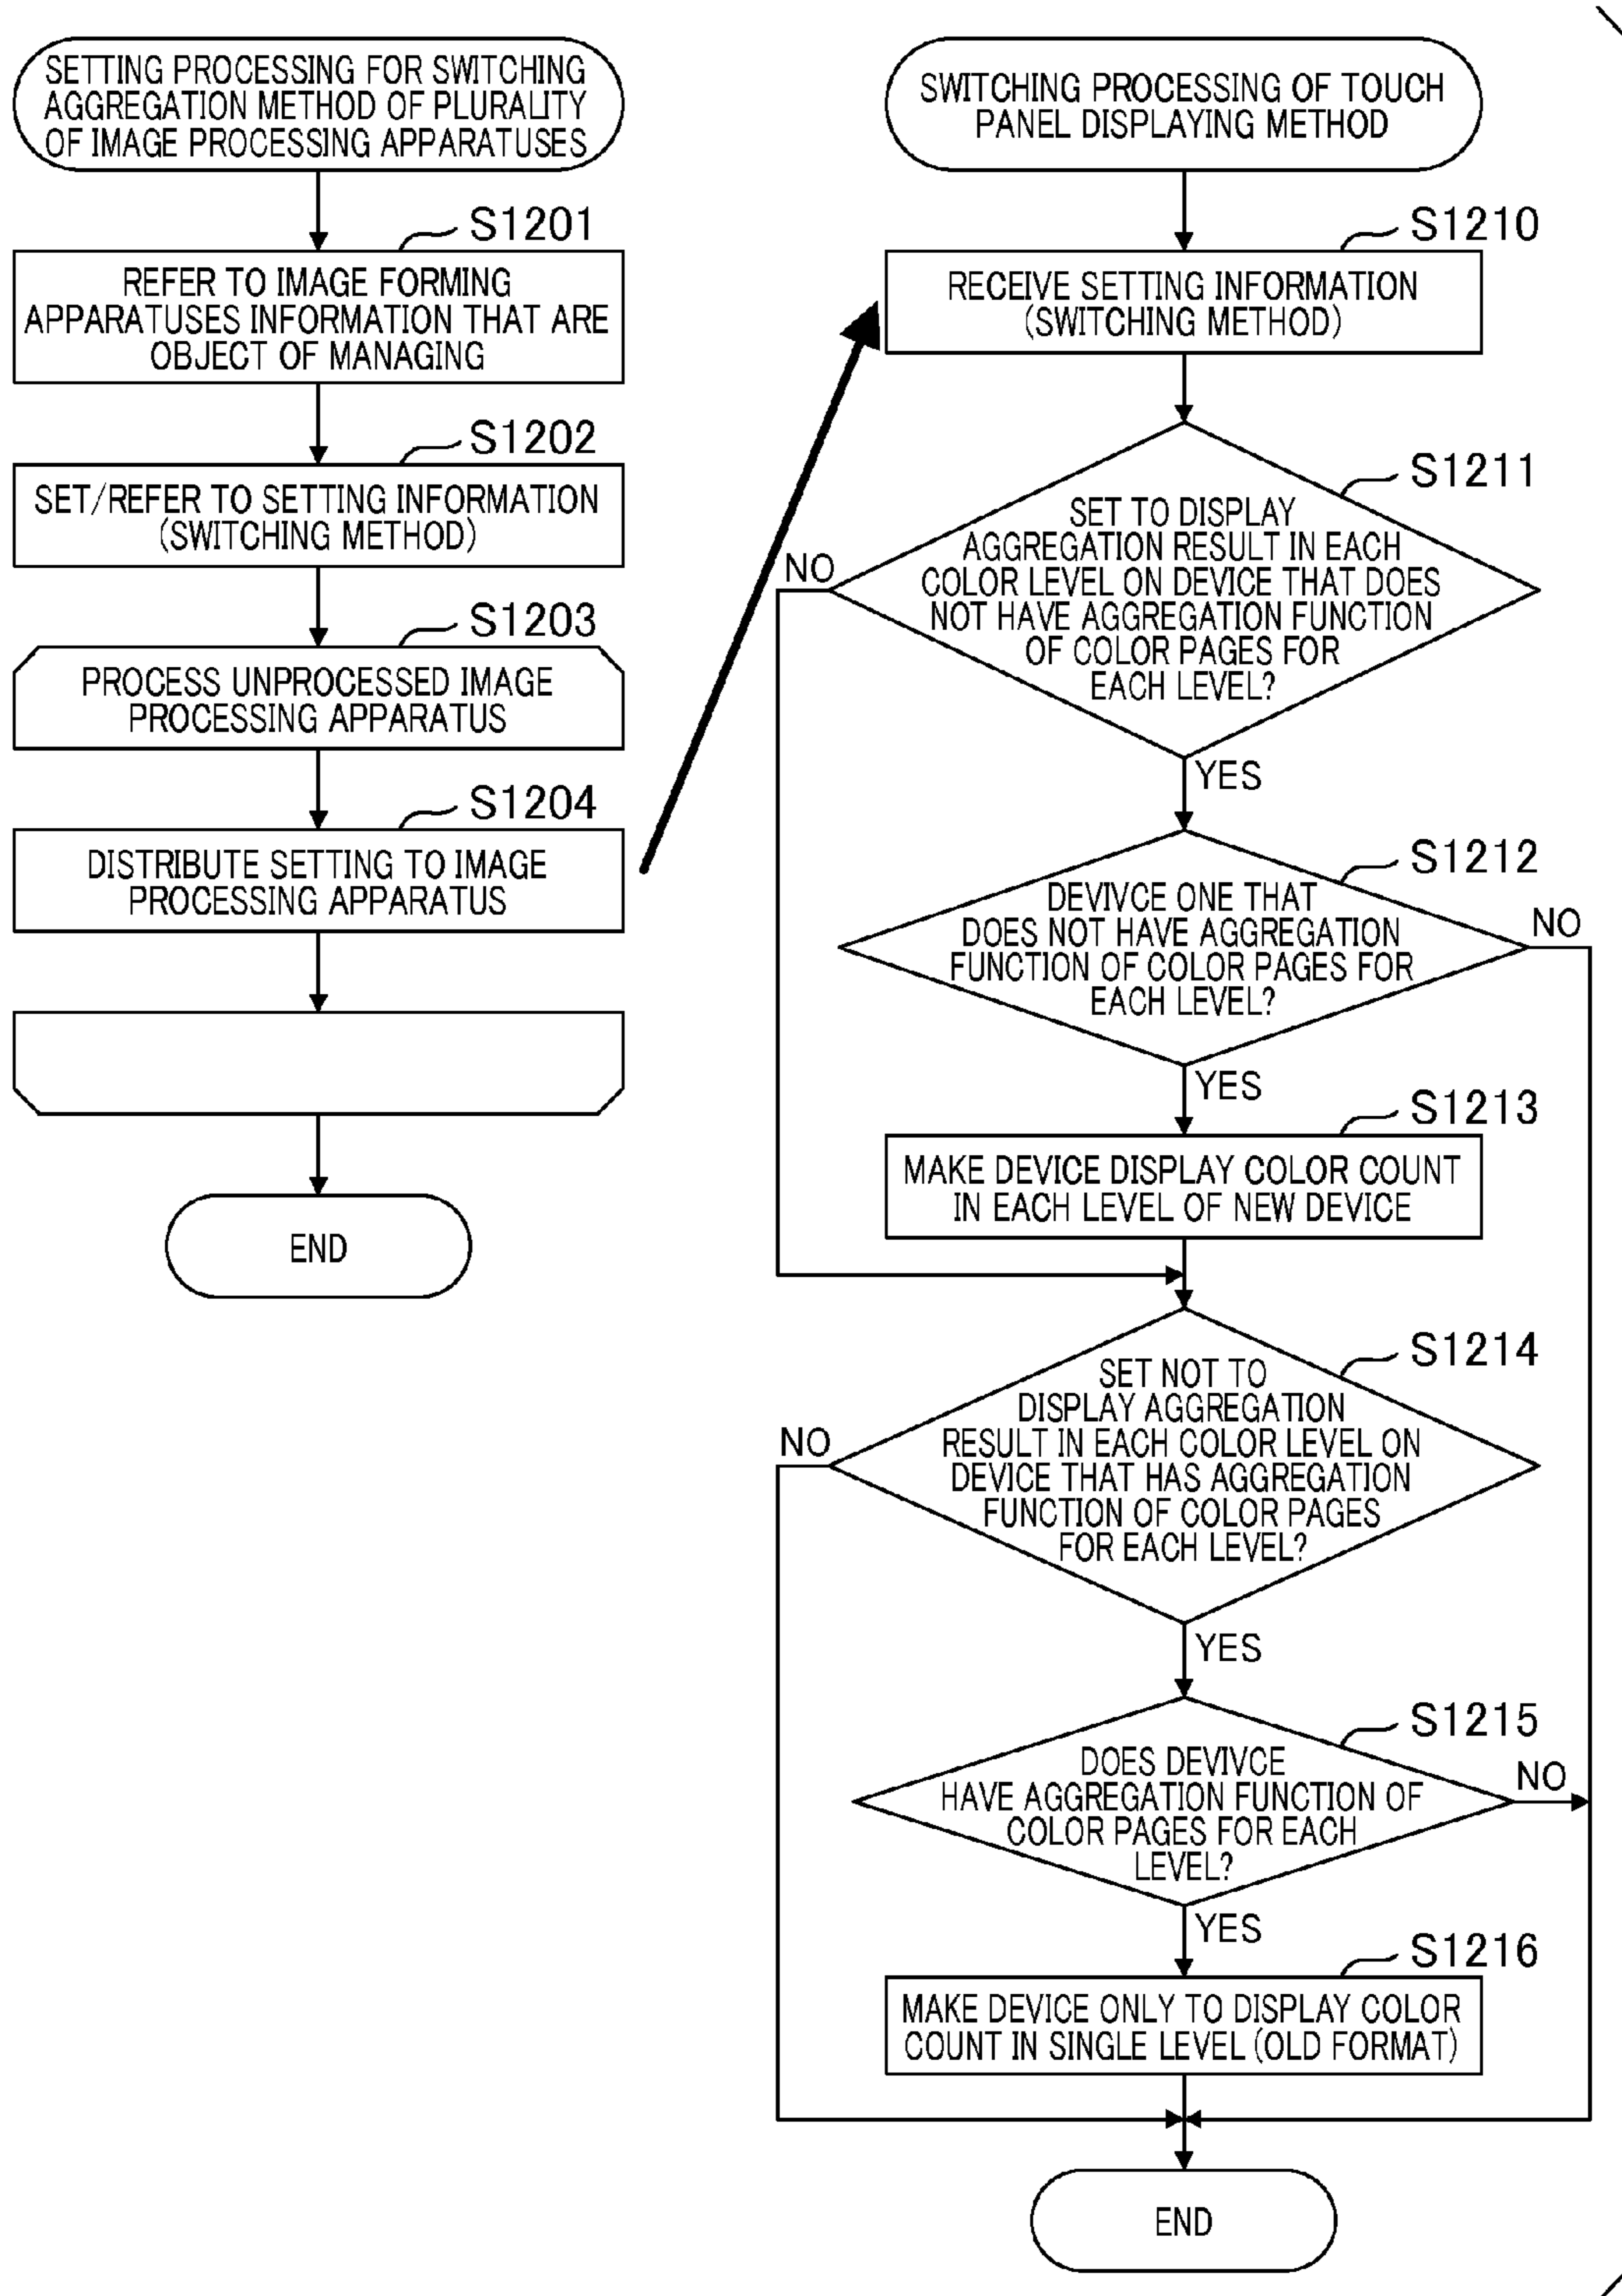 SETTING PROCESSING FOR SWITCHING
AGGREGATION METHOD OF PLURALITY
OF IMAGE PROCESSING APPARATUSES
S1201
REFER TO IMAGE FORMING
APPARATUSES INFORMATION THAT ARE
OBJECT OF MANAGING
S1202
SET/REFER TO SETTING INFORMATION
(SWITCHING METHOD)
S1203
PROCESS UNPROCESSED IMAGE
PROCESSING APPARATUS
S1204
DISTRIBUTE SETTING TO IMAGE
PROCESSING APPARATUS
END
SWITCHING PROCESSING OF TOUCH
PANEL DISPLAYING METHOD
S1210
RECEIVE SETTING INFORMATION
(SWITCHING METHOD)
S1211
SET TO DISPLAY
AGGREGATION RESULT IN EACH
COLOR LEVEL ON DEVICE THAT DOES
NOT HAVE AGGREGATION FUNCTION
OF COLOR PAGES FOR
EACH LEVEL?
NO
YES
S1212
DEVIVCE ONE THAT
DOES NOT HAVE AGGREGATION
FUNCTION OF COLOR PAGES FOR
EACH LEVEL?
NO
YES
S1213
MAKE DEVICE DISPLAY COLOR COUNT
IN EACH LEVEL OF NEW DEVICE
S1214
SET NOT TO
DISPLAY AGGREGATION
RESULT IN EACH COLOR LEVEL ON
DEVICE THAT HAS AGGREGATION
FUNCTION OF COLOR PAGES
FOR EACH LEVEL?
NO
YES
S1215
DOES DEVIVCE
HAVE AGGREGATION FUNCTION OF
COLOR PAGES FOR EACH
LEVEL?
NO
YES
S1216
MAKE DEVICE ONLY TO DISPLAY COLOR
COUNT IN SINGLE LEVEL (OLD FORMAT)
END